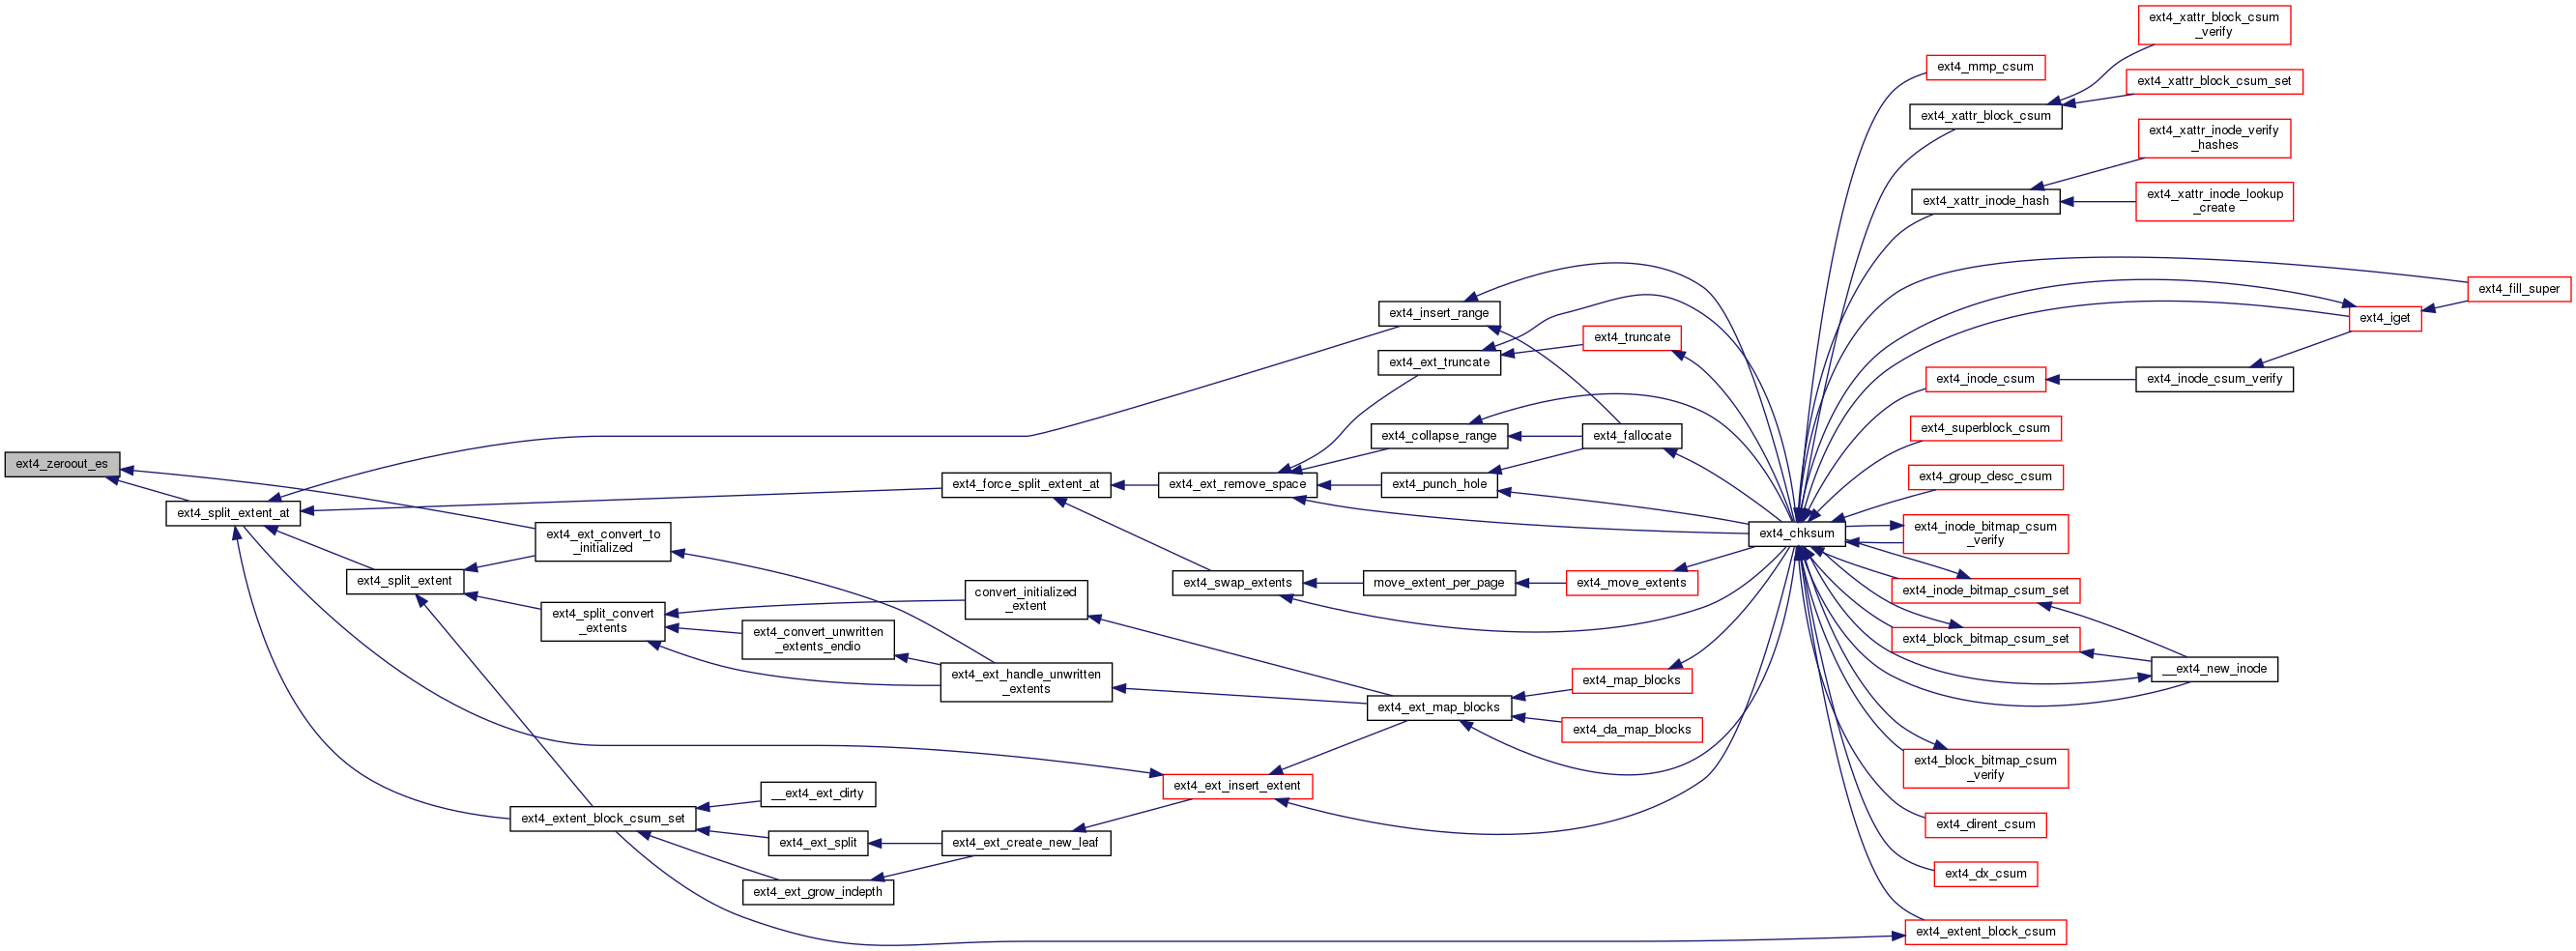 ext4_zeroout_es
ext4_split_extent_at
ext4_split_extent
ext4_ext_convert_to
_initialized
ext4_split_convert
_extents
ext4_extent_block_csum_set
ext4_convert_unwritten
_extents_endio
__ext4_ext_dirty
ext4_ext_split
ext4_ext_grow_indepth
ext4_force_split_extent_at
convert_initialized
_extent
ext4_ext_handle_unwritten
_extents
ext4_ext_create_new_leaf
ext4_ext_remove_space
ext4_swap_extents
ext4_ext_insert_extent
ext4_insert_range
ext4_ext_truncate
ext4_collapse_range
ext4_punch_hole
move_extent_per_page
ext4_ext_map_blocks
ext4_truncate
ext4_fallocate
ext4_move_extents
ext4_map_blocks
ext4_da_map_blocks
ext4_chksum
ext4_mmp_csum
ext4_xattr_block_csum
ext4_xattr_inode_hash
ext4_inode_csum
ext4_superblock_csum
ext4_group_desc_csum
ext4_inode_bitmap_csum
_verify
ext4_inode_bitmap_csum_set
ext4_block_bitmap_csum_set
ext4_block_bitmap_csum
_verify
ext4_dirent_csum
ext4_dx_csum
ext4_extent_block_csum
ext4_xattr_block_csum
_verify
ext4_xattr_block_csum_set
ext4_xattr_inode_verify
_hashes
ext4_xattr_inode_lookup
_create
ext4_inode_csum_verify
__ext4_new_inode
ext4_iget
ext4_fill_super